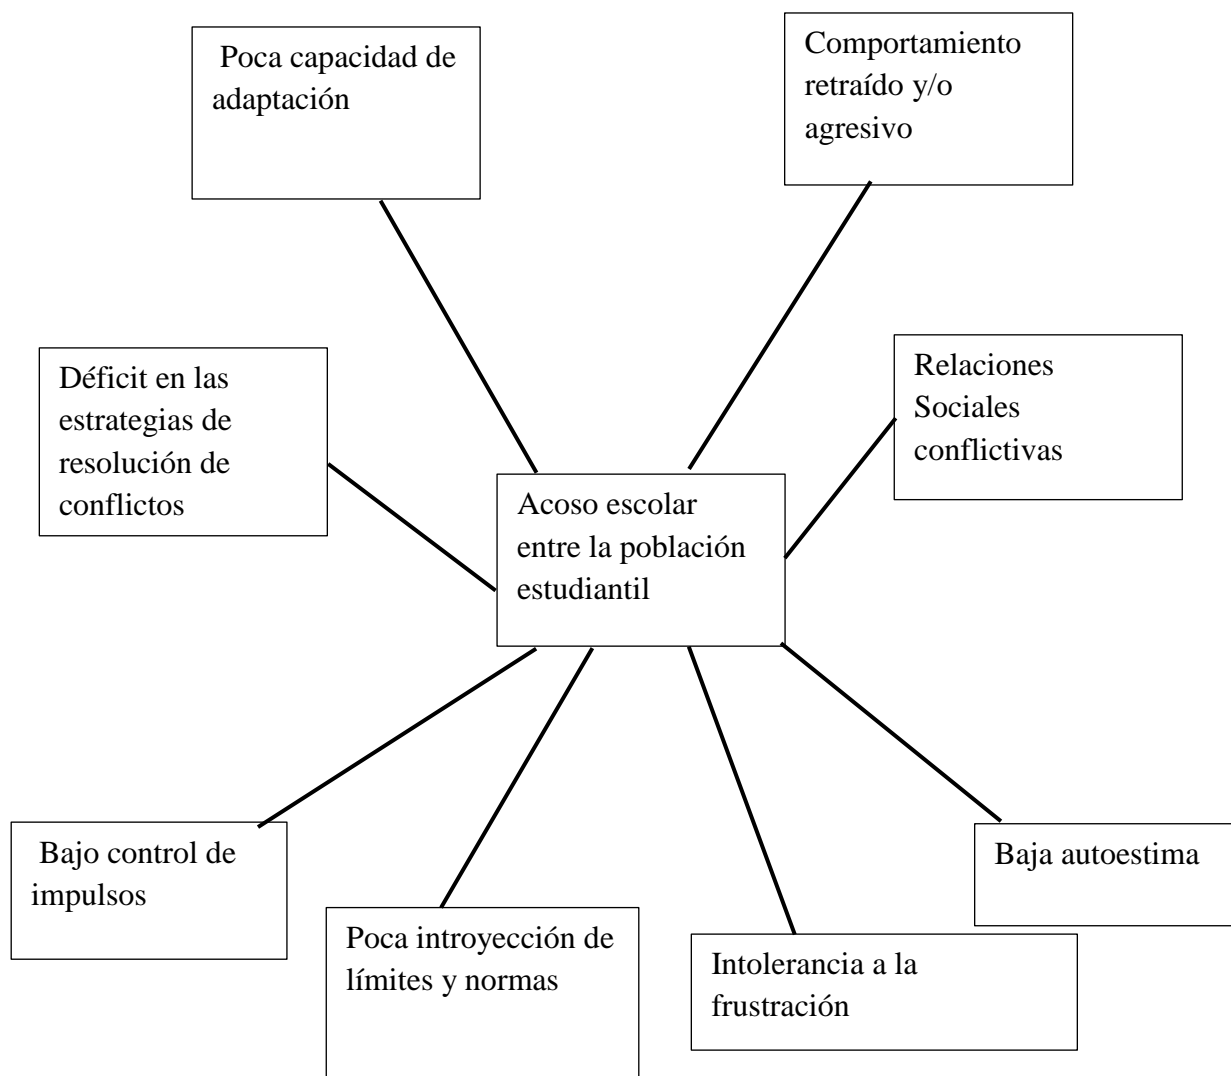 Poca capacidad de
adaptación
Comportamiento
retraído y/o
agresivo
Déficit en las
estrategias de
resolución de
conflictos
Relaciones
Sociales
conflictivas
Acoso escolar
entre la población
estudiantil
Bajo control de
impulsos
Poca introyección de
límites y normas
Intolerancia a la
frustración
Baja autoestima